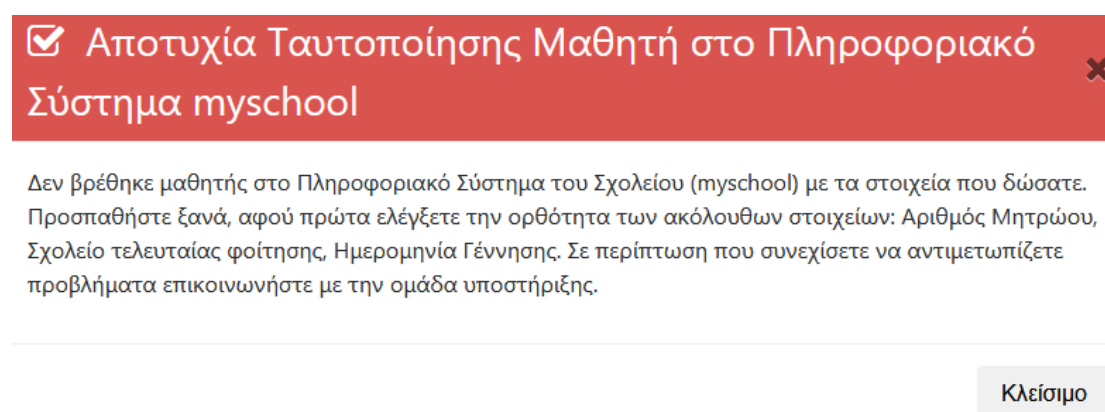 Αποτυχία Ταυτοποίησης Μαθητή στο Πληροφοριακό
Σύστημα myschool
Δεν βρέθηκε μαθητής στο Πληροφοριακό Σύστημα του Σχολείου (myschool) με τα στοιχεία που δώσατε.
Προσπαθήστε ξανά, αφού πρώτα ελέγξετε την ορθότητα των ακόλουθων στοιχείων: Αριθμός Μητρώου,
Σχολείο τελευταίας φοίτησης, Ημερομηνία Γέννησης. Σε περίπτωση που συνεχίσετε να αντιμετωπίζετε
προβλήματα επικοινωνήστε με την ομάδα υποστήριξης.
Κλείσιμο